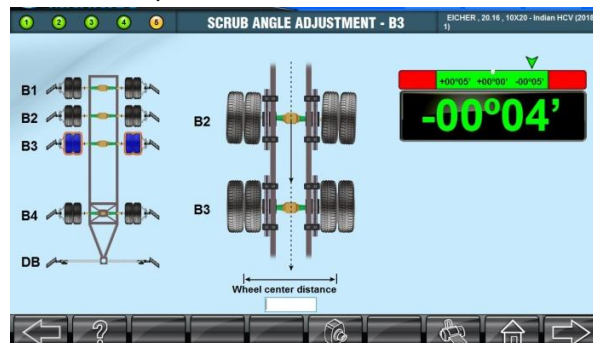 1 2 3 4 5
SCRUB ANGLE ADJUSTMENT - B3
EICHER , 20.16 , 10X20 - Indian HCV (2018
1)
+00°05' +00°00' -00°05'
-00°04'
B1
B2
B3
B4
DB
B2
B3
Wheel center distance
?